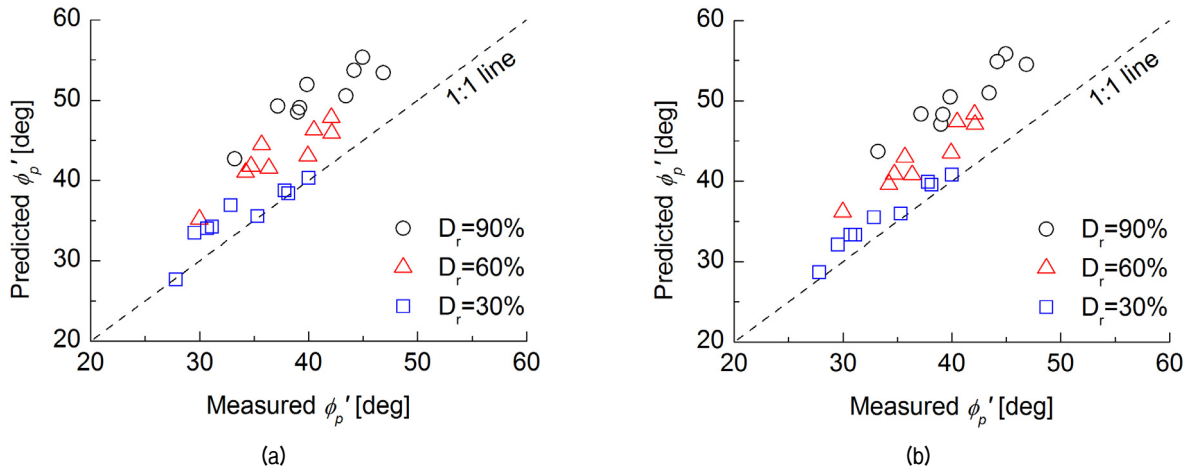 60
50
40
30
20
Predicted ϕp′ [deg]
1:1 line
Dr=90%
Dr=60%
Dr=30%
20 30 40 50 60
Measured ϕp′ [deg]
(a)
60
50
40
30
20
Predicted ϕp′ [deg]
1:1 line
Dr=90%
Dr=60%
Dr=30%
20 30 40 50 60
Measured ϕp′ [deg]
(b)